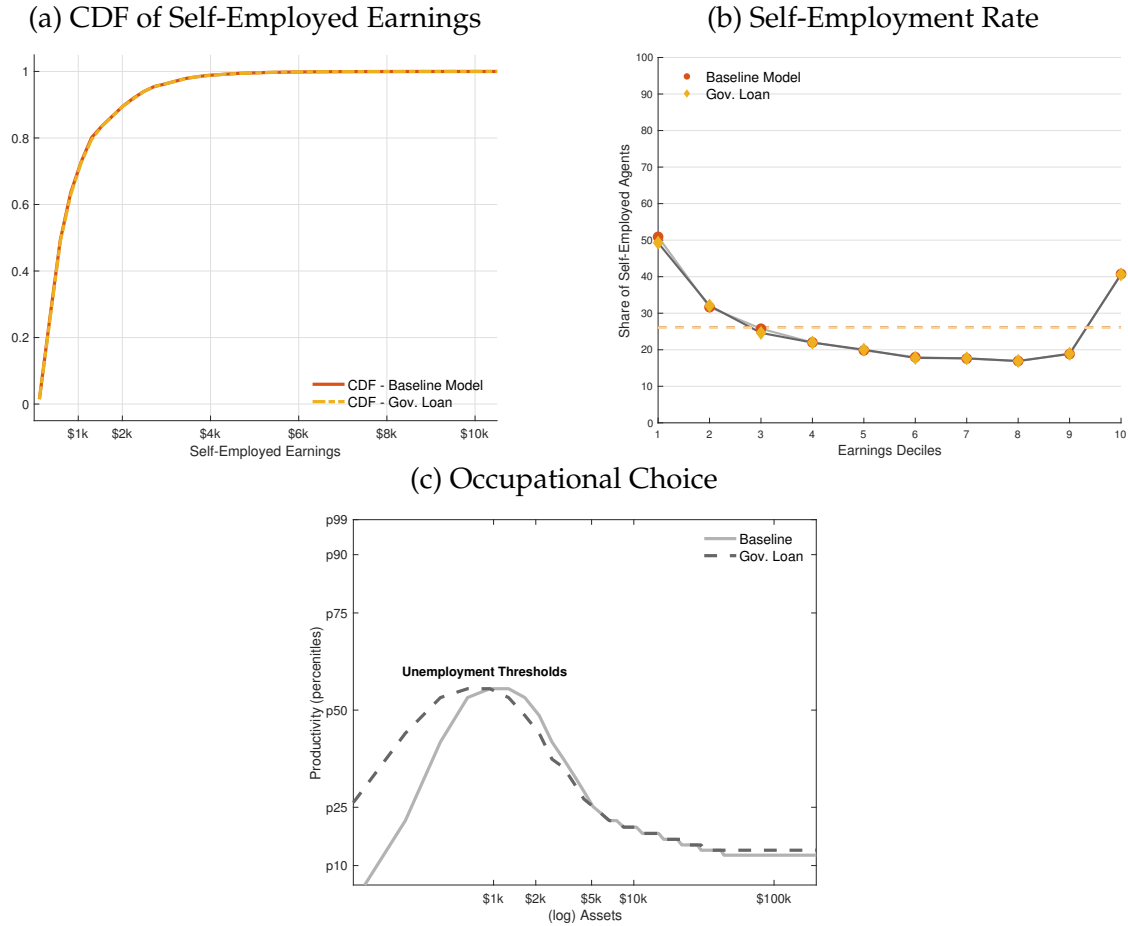 (a) CDF of Self-Employed Earnings
1
0.8
0.6
0.4
0.2
0
CDF - Baseline Model
CDF - Gov. Loan
$1k $2k $4k $6k $8k $10k
Self-Employed Earnings
(b) Self-Employment Rate
Share of Self-Employed Agents
100
90
80
70
60
50
40
30
20
10
0
Baseline Model
Gov. Loan
1 2 3 4 5 6 7 8 9 10
Earnings Deciles
(c) Occupational Choice
Productivity (percenitles)
p99
p90
p75
p50
p25
p10
Baseline
Gov. Loan
Unemployment Thresholds
$1k $2k $5k $10k $100k
(log) Assets